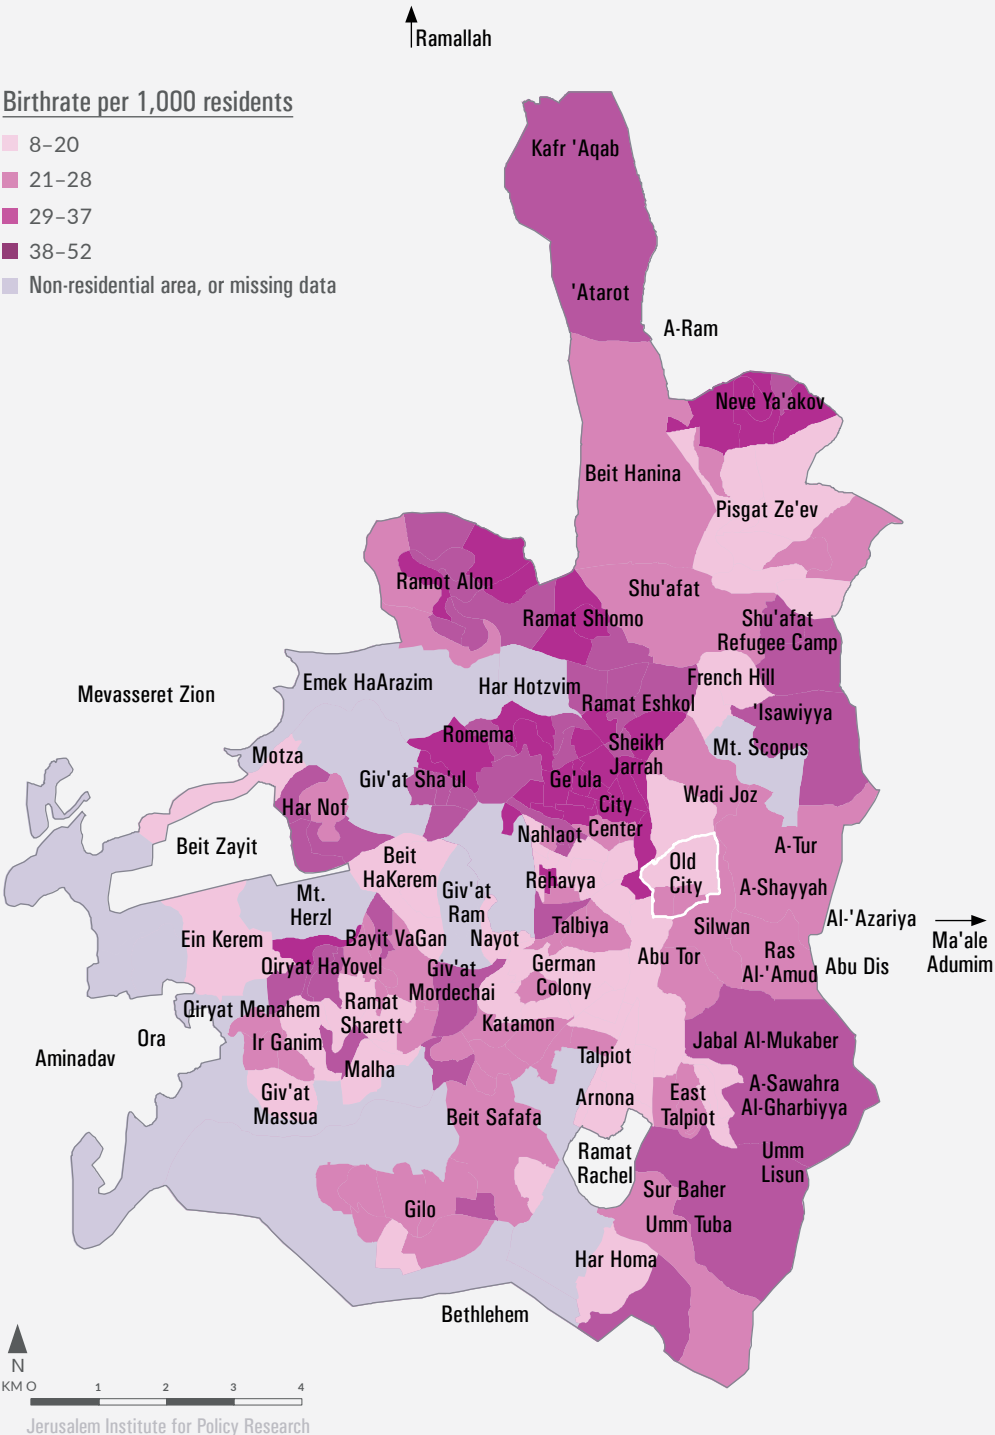 Ramallah
Birthrate per 1,000 residents
8–20
21–28
29–37
38–52
Non-residential area, or missing data
Kafr 'Aqab
'Atarot
A-Ram
Neve Ya'akov
Beit Hanina
Pisgat Ze'ev
Ramot Alon
Shu'afat
Ramat Shlomo
Shu'afat
Refugee Camp
Emek HaArazim
Har Hotzvim
French Hill
Mevasseret Zion
Ramat Eshkol
'Isawiyya
Romema
Sheikh
Jarrah
Mt. Scopus
Motza
Giv'at Sha'ul
Ge'ula
Wadi Joz
Har Nof
City
Center
Nahlaot
Beit Zayit
Beit
HaKerem
A-Tur
Old
City
Mt.
Herzl
Giv'at
Ram
Rehavya
A-Shayyah
Al-'Azariya
Ein Kerem
Bayit VaGan
Nayot
Talbiya
Silwan
Ma'ale
Adumim
Qiryat HaYovel
Giv'at
Mordechai
German
Colony
Abu Tor
Ras
Al-'Amud
Abu Dis
Qiryat Menahem
Ramat
Sharett
Katamon
Ora
Ir Ganim
Jabal Al-Mukaber
Aminadav
Malha
Talpiot
Giv'at
Massua
Arnona
East
Talpiot
A-Sawahra
Al-Gharbiyya
Beit Safafa
Ramat
Rachel
Umm
Lisun
Sur Baher
Gilo
Umm Tuba
Har Homa
Bethlehem
N
KM 0 1 2 3 4
Jerusalem Institute for Policy Research